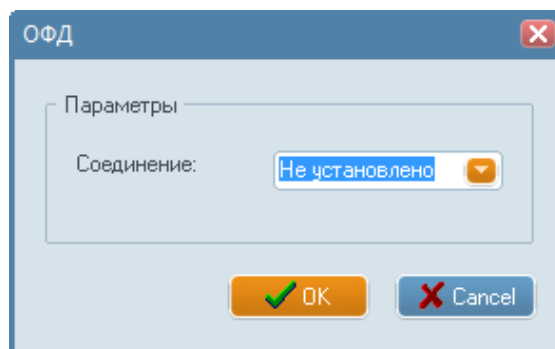 ОФД
Параметры
Соединение:
Не установлено
OK
Cancel